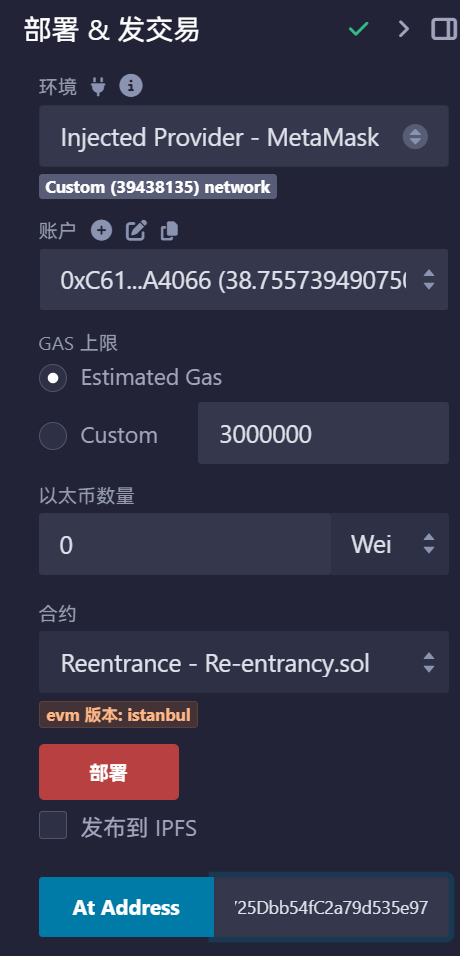 部署 & 发交易
环境
Injected Provider - MetaMask
Custom (39438135) network
账户
0xC61...A4066 (38.755739490750
GAS 上限
Estimated Gas
Custom 3000000
以太币数量
0 Wei
合约
Reentrance - Re-entrancy.sol
evm 版本: istanbul
部署
发布到 IPFS
At Address 725Dbb54fC2a79d535e97